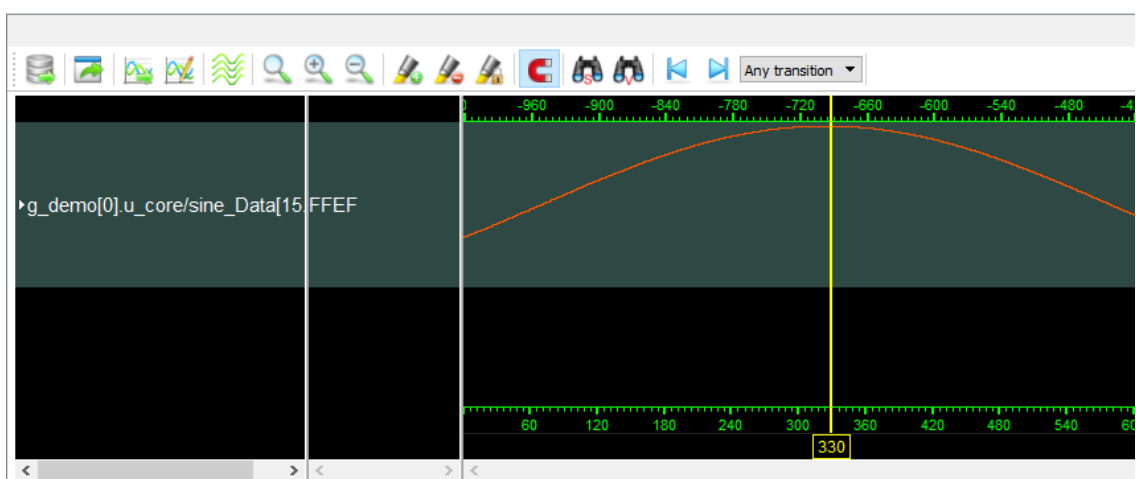 Any transition
-960 -900 -840 -780 -720 -660 -600 -540 -480
g_demo[0].u_core/sine_Data[15. FFEF
60 120 180 240 300 360 420 480 540
330